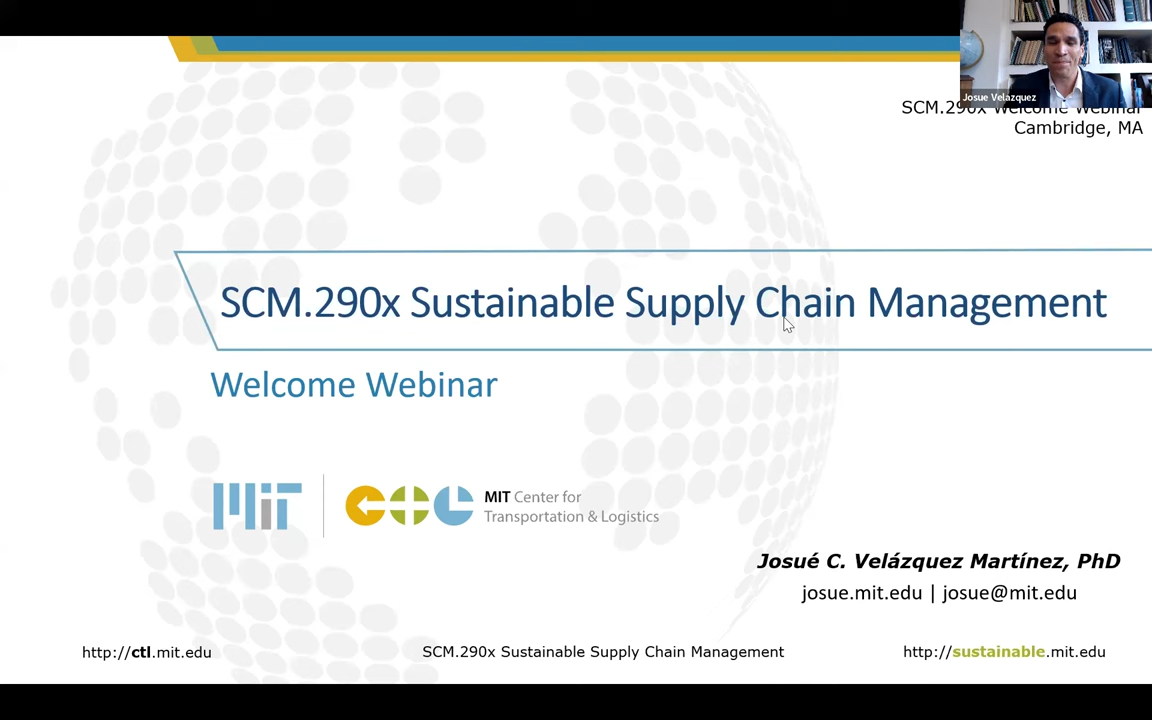 Josue Velazquez
SCM.290x Welcome Webinar
Cambridge, MA
SCM.290x Sustainable Supply Chain Management
Welcome Webinar
MIT
MIT Center for
Transportation & Logistics
Josué C. Velázquez Martínez, PhD
josue.mit.edu | josue@mit.edu
http://ctl.mit.edu
SCM.290x Sustainable Supply Chain Management
http://sustainable.mit.edu